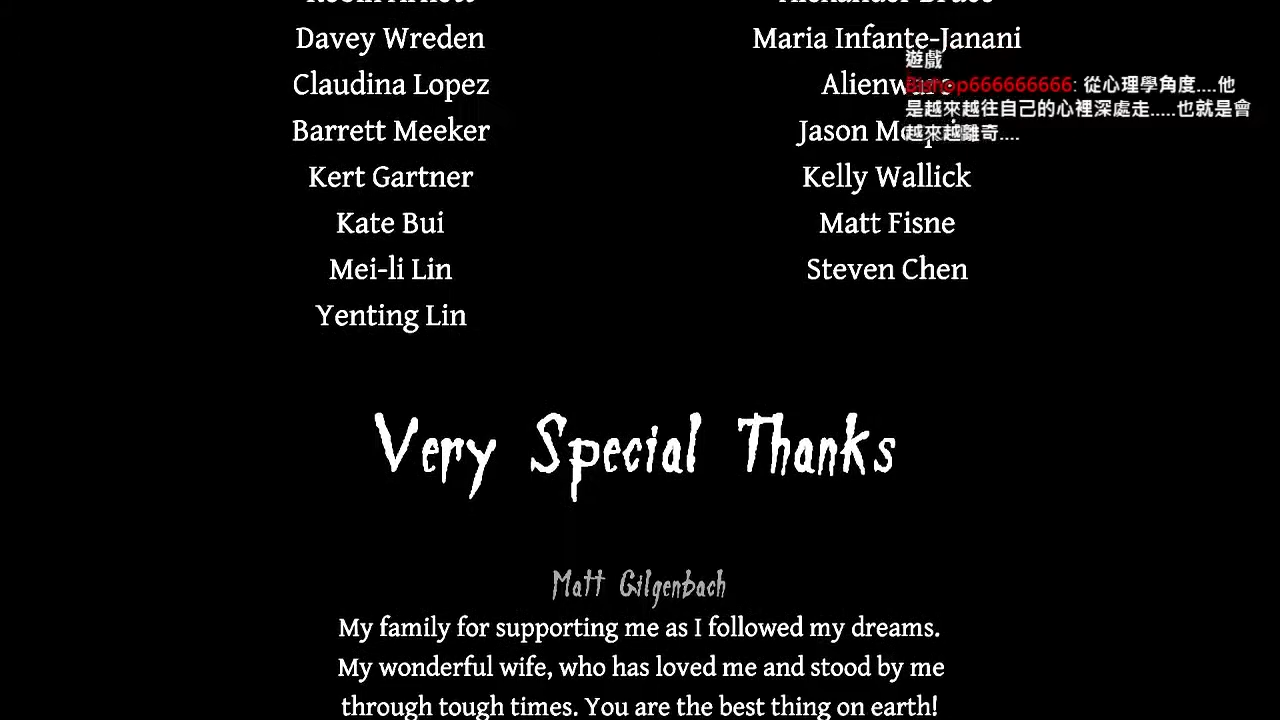 Davey Wreden
Maria Infante-Janani
Claudina Lopez
Alienware
Barrett Meeker
Jason
Kert Gartner
Kelly Wallick
Kate Bui
Matt Fisne
Mei-li Lin
Steven Chen
Yenting Lin
遊戲
Bishop666666666: 從心理學角度....他
是越來越往自己的心裡深處走.....也就是會
越來越離奇....
Very Special Thanks
Matt Gilgenbach
My family for supporting me as I followed my dreams.
My wonderful wife, who has loved me and stood by me
through tough times. You are the best thing on earth!